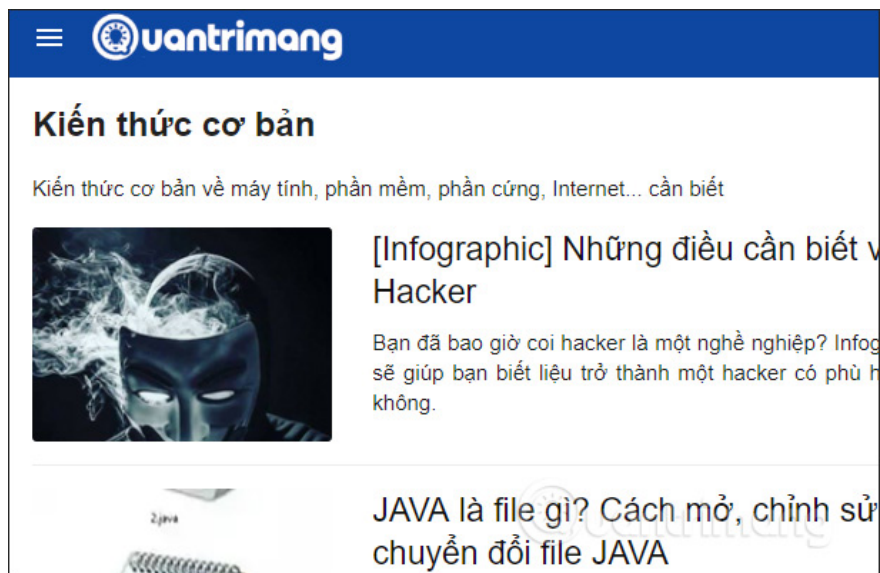 Quantrimang
Kiến thức cơ bản
Kiến thức cơ bản về máy tính, phần mềm, phần cứng, Internet... cần biết
[Infographic] Những điều cần biết
Hacker
Bạn đã bao giờ coi hacker là một nghề nghiệp? Infog
sẽ giúp bạn biết liệu trở thành một hacker có phù h
không.
2.java
JAVA là file gì? Cách mở, chỉnh sử
chuyển đổi file JAVA
Quantrimang